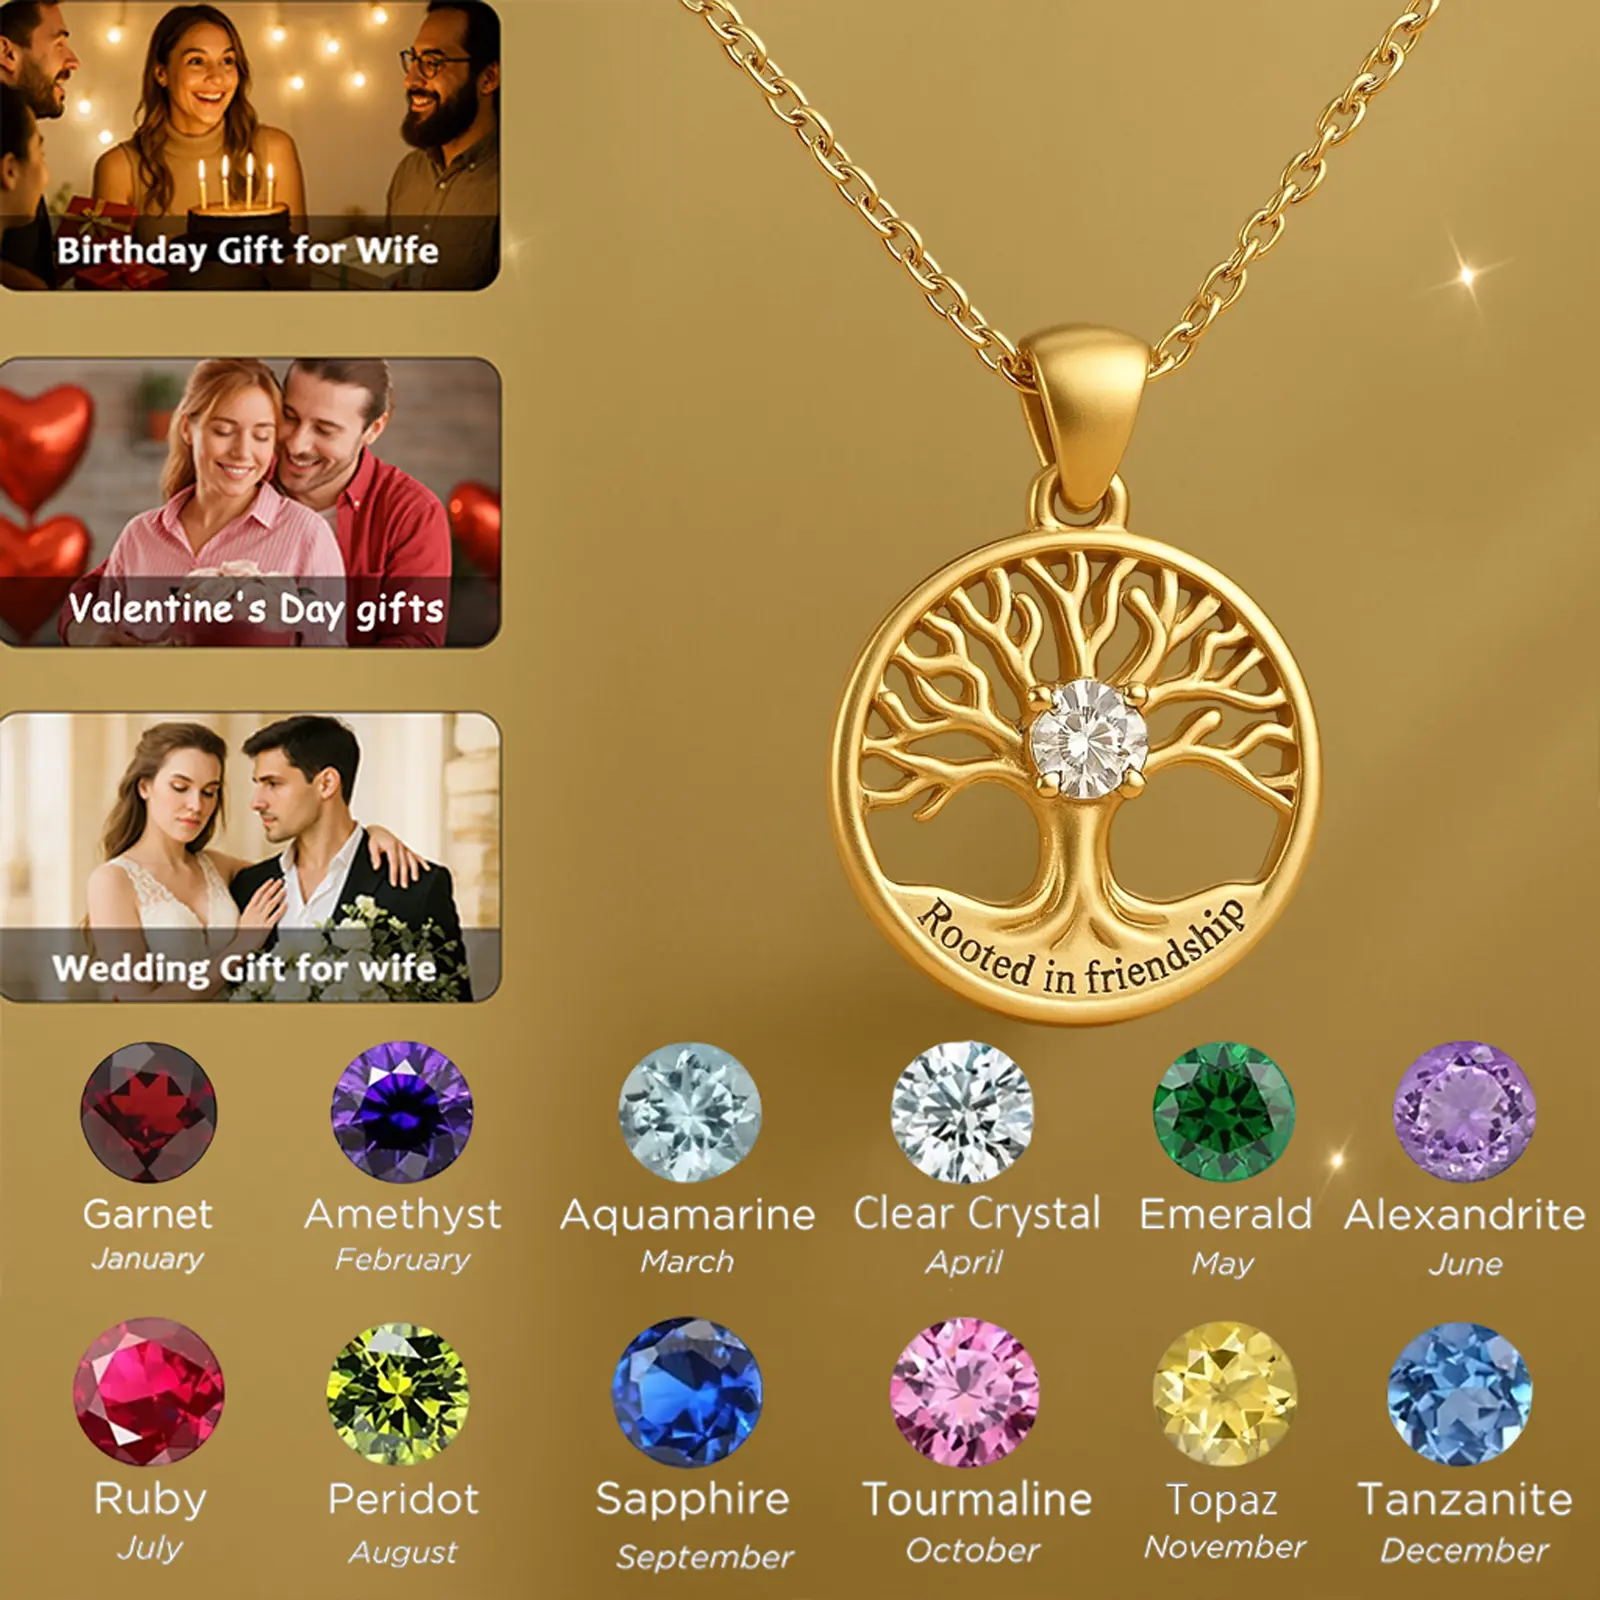 Birthday Gift for Wife
Valentine's Day gifts
Wedding Gift for wife
Rooted in friendship
Garnet
January
Amethyst
February
Aquamarine
March
Clear Crystal
April
Emerald
May
Alexandrite
June
Ruby
July
Peridot
August
Sapphire
September
Tourmaline
October
Topaz
November
Tanzanite
December